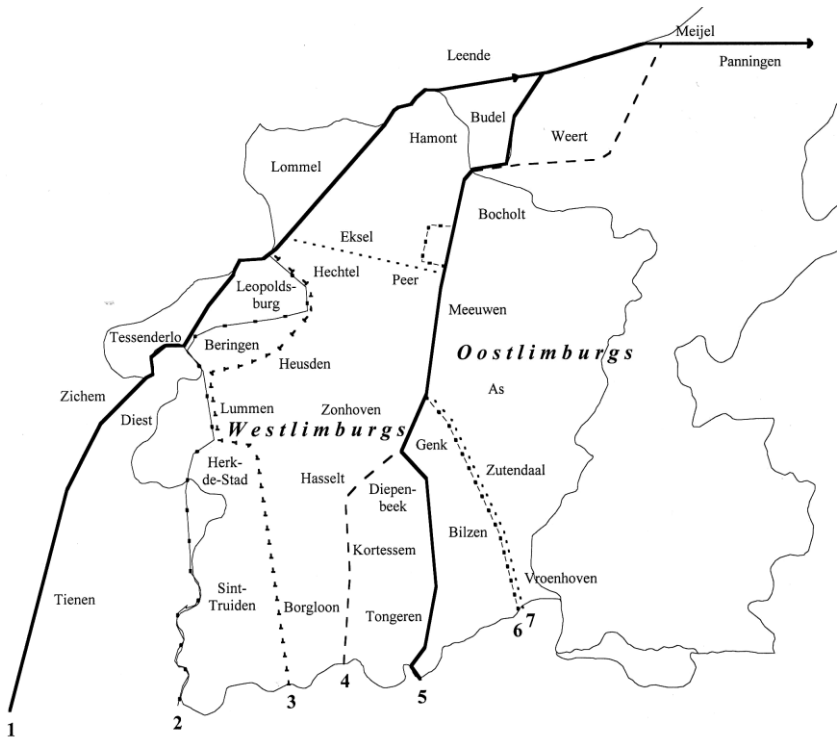 Meijel
Leende
Panningen
Budel
Hamont
Weert
Lommel
Bocholt
Eksel
Hechtel
Peer
Leopolds-
burg
Meeuwen
Tessenderlo
Beringen
Oostlimburgs
Heusden
As
Zichem
Diest
Lummen
Zonhoven
Westlimburgs
Genk
Herk-
de-Stad
Hasselt
Zutendaal
Diepen-
beek
Bilzen
Kortessem
Vroenhoven
Sint-
Truiden
Tienen
Borgloon
Tongeren
1
2
3
4
5
6
7